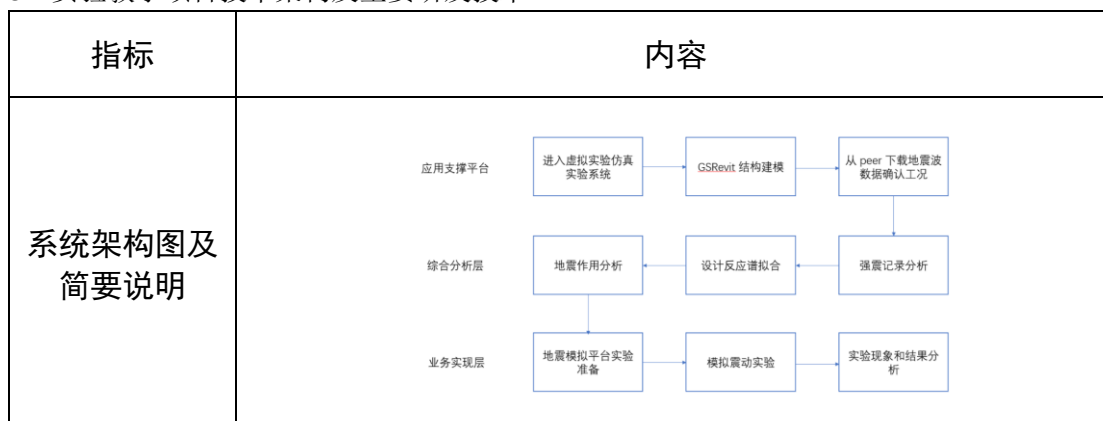 指标
内容
系统架构图及
简要说明
应用支撑平台
进入虚拟实验仿真
实验系统
GSRevit 结构建模
从 peer 下载地震波
数据确认工况
综合分析层
地震作用分析
设计反应谱拟合
强震记录分析
业务实现层
地震模拟平台实验
准备
模拟震动实验
实验现象和结果分
析